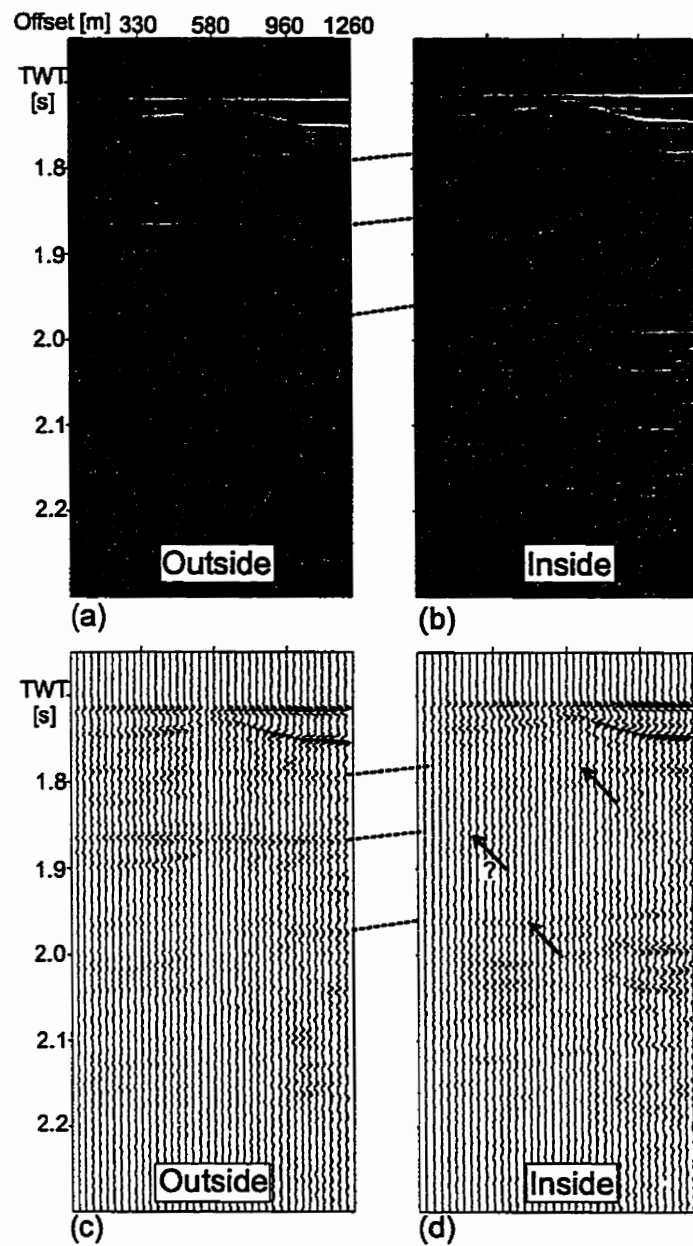 Offset [m] 330 580 960 1260
TWT
[s]
1.8
1.9
2.0
2.1
2.2
Outside
Inside
(a)
(b)
TWT
[s]
1.8
1.9
2.0
2.1
2.2
?
Outside
Inside
(c)
(d)